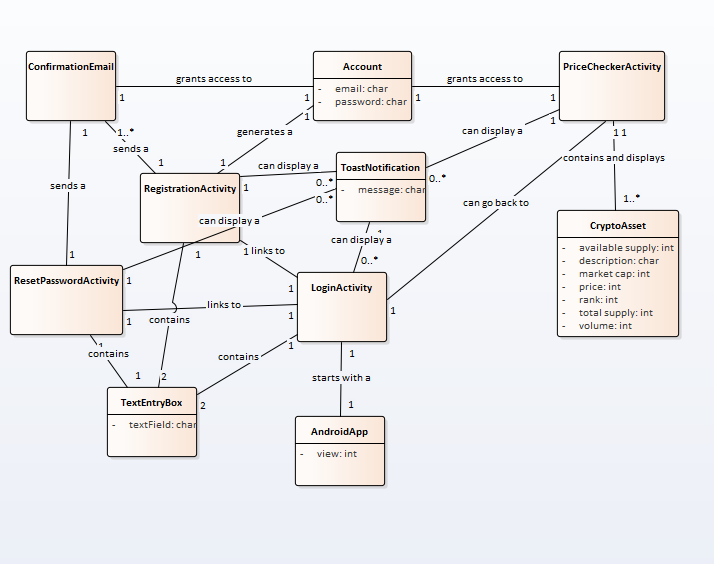 ConfirmationEmail
Account
- email: char
- password: char
PriceCheckerActivity
grants access to
1
1
grants access to
1
1
1
1..*
sends a
1
generates a
1
can display a
1
1
1
contains and displays
1..*
ToastNotification
- message: char
RegistrationActivity
1
can display a
0..*
0..*
0..*
sends a
can display a
can go back to
CryptoAsset
- available supply: int
- description: char
- market cap: int
- price: int
- rank: int
- total supply: int
- volume: int
1
can display a
0..*
1
1
links to
1
ResetPasswordActivity
1
1
LoginActivity
1
links to
1
1
contains
1
contains
1
contains
1
2
2
1
starts with a
1
TextEntryBox
- textField: char
AndroidApp
- view: int